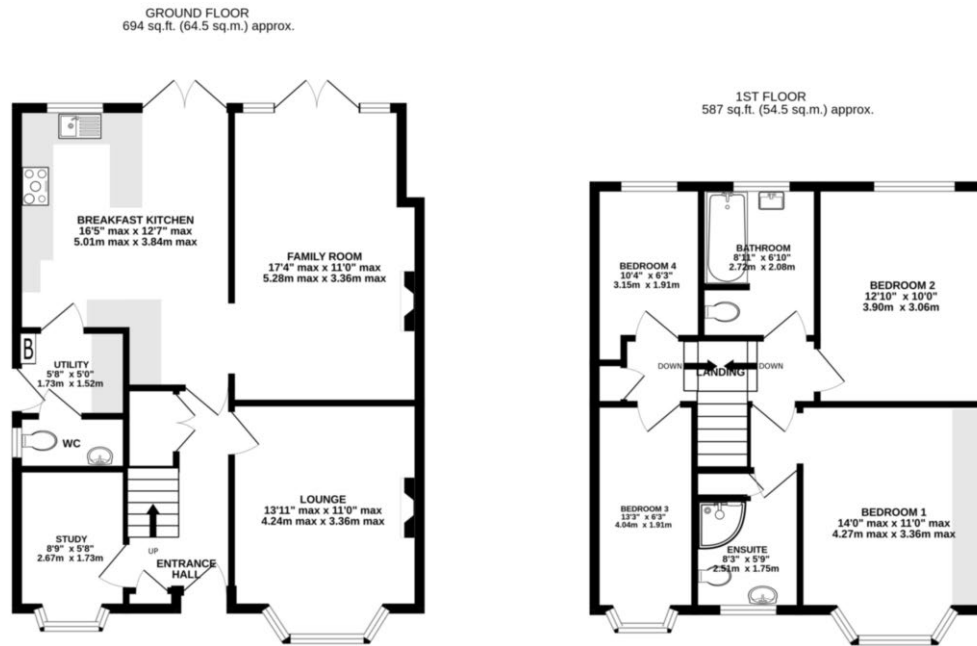 GROUND FLOOR
694 sq.ft. (64.5 sq.m.) approx.
BREAKFAST KITCHEN
16'5" max x 12'7" max
5.01m max x 3.84m max
FAMILY ROOM
17'4" max x 11'0" max
5.28m max x 3.36m max
B
UTILITY
5'8" x 5'0"
1.73m x 1.52m
WC
LOUNGE
13'11" max x 11'0" max
4.24m max x 3.36m max
STUDY
8'9" x 5'8"
2.67m x 1.73m
UP
ENTRANCE
HALL
1ST FLOOR
587 sq.ft. (54.5 sq.m.) approx.
BEDROOM 4
10'4" x 6'3"
3.15m x 1.91m
BATHROOM
8'11" x 6'10"
2.72m x 2.08m
BEDROOM 2
12'10" x 10'0"
3.90m x 3.06m
DOWN
LANDING
DOWN
BEDROOM 3
13'3" x 6'3"
4.04m x 1.91m
ENSUITE
8'3" x 5'9"
2.51m x 1.75m
BEDROOM 1
14'0" max x 11'0" max
4.27m max x 3.36m max